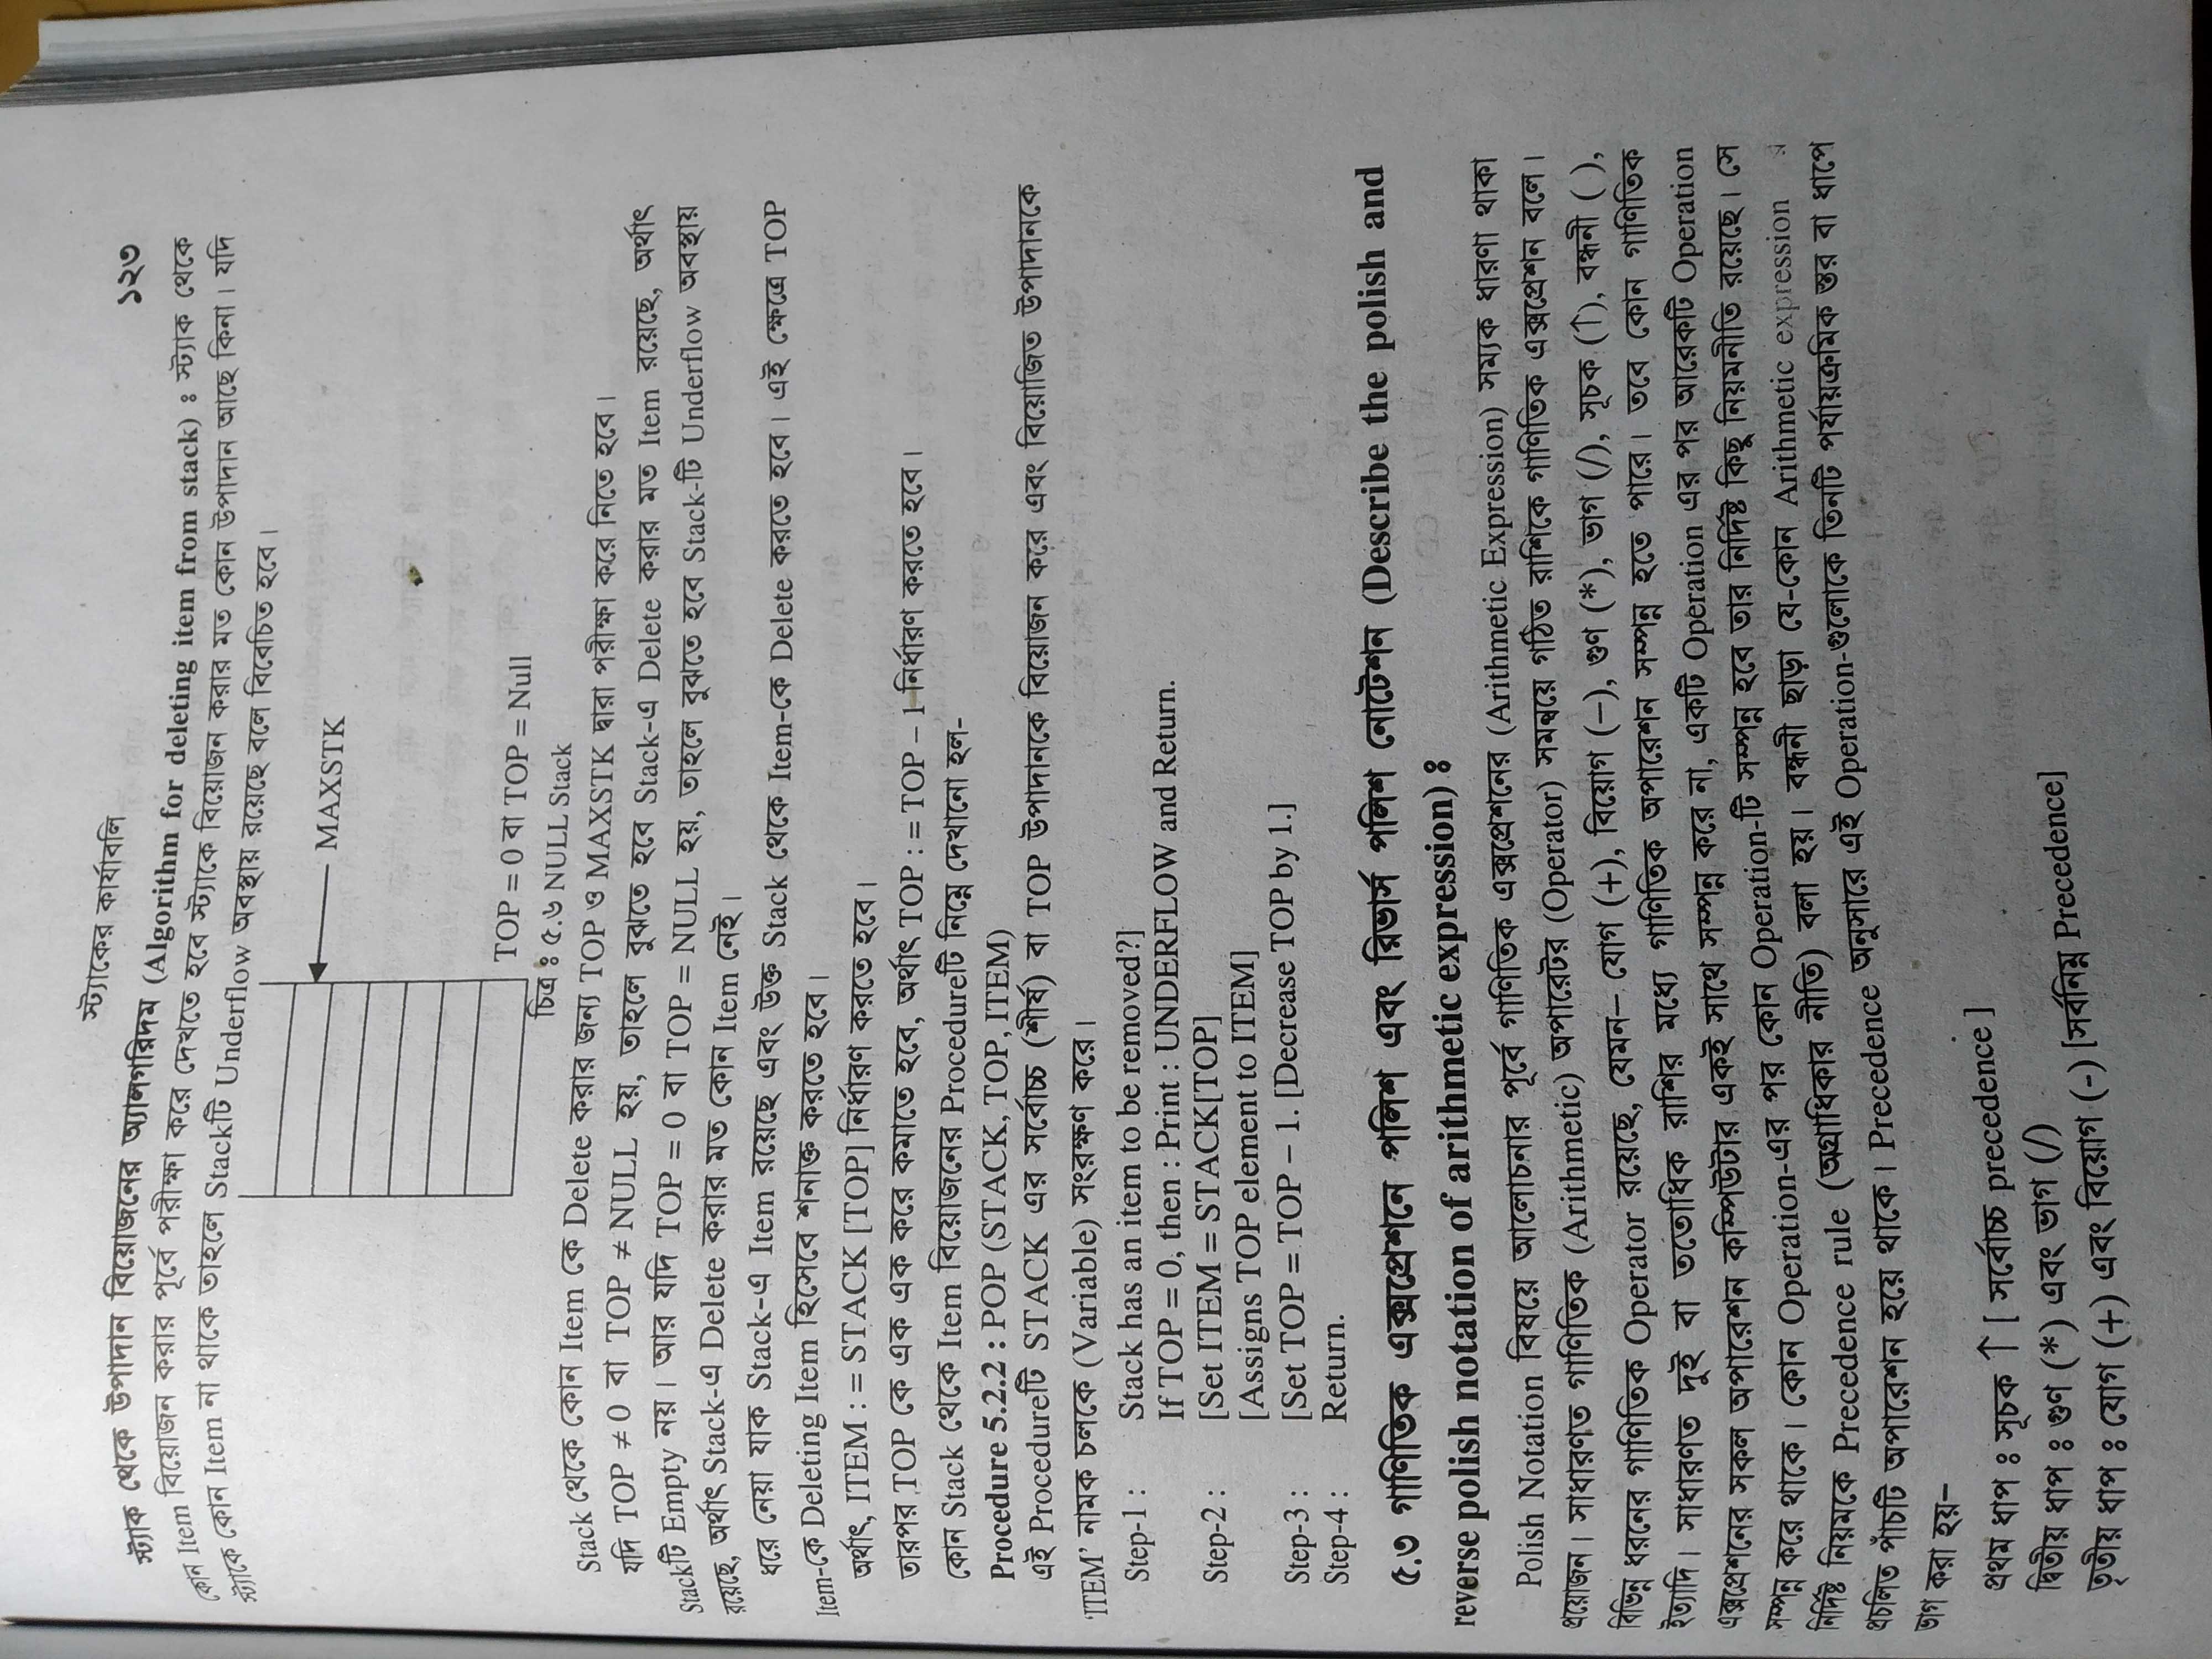 স্ট্যাকের কার্যাবলি
১২৩
স্ট্যাক থেকে উপাদান বিয়োজনের অ্যালগরিদম (Algorithm for deleting item from stack) ঃ স্ট্যাক থেকে
কোন Item বিয়োজন করার পূর্বে পরীক্ষা করে দেখতে হবে স্ট্যাকে বিয়োজন করার মত কোন উপাদান আছে কিনা। যদি
স্ট্যাকে কোন Item না থাকে তাহলে Stackটি Underflow অবস্থায় রয়েছে বলে বিবেচিত হবে।
MAXSTK
TOP = 0 বা TOP = Null
চিত্র ঃ ৫.৬ NULL Stack
Stack থেকে কোন Item কে Delete করার জন্য TOP ও MAXSTK দ্বারা পরীক্ষা করে নিতে হবে।
যদি TOP ≠ 0 বা TOP ≠ NULL হয়, তাহলে বুঝতে হবে Stack-এ Delete করার মত Item রয়েছে, অর্থাৎ
Stackটি Empty নয়। আর যদি TOP = 0 বা TOP = NULL হয়, তাহলে বুঝতে হবে Stack-টি Underflow অবস্থায়
রয়েছে, অর্থাৎ Stack-এ Delete করার মত কোন Item নেই।
ধরে নেয়া যাক Stack-এ Item রয়েছে এবং উক্ত Stack থেকে Item-কে Delete করতে হবে। এই ক্ষেত্রে TOP
Item-কে Deleting Item হিসেবে শনাক্ত করতে হবে।
অর্থাৎ, ITEM : = STACK [TOP] নির্ধারণ করতে হবে।
তারপর TOP কে এক এক করে কমাতে হবে, অর্থাৎ TOP : = TOP – 1 নির্ধারণ করতে হবে।
কোন Stack থেকে Item বিয়োজনের Procedureটি নিম্নে দেখানো হল-
Procedure 5.2.2 : POP (STACK, TOP, ITEM)
এই Procedureটি STACK এর সর্বোচ্চ (শীর্ষ) বা TOP উপাদানকে বিয়োজন করে এবং বিয়োজিত উপাদানকে
'ITEM' নামক চলকে (Variable) সংরক্ষণ করে।
Step-1 : Stack has an item to be removed?]
If TOP = 0, then : Print : UNDERFLOW and Return.
Step-2 : [Set ITEM = STACK[TOP]
[Assigns TOP element to ITEM]
Step-3 : [Set TOP = TOP – 1. [Decrease TOP by 1.]
Step-4 : Return.
৫.৩ গাণিতিক এক্সপ্রেশনে পলিশ এবং রিভার্স পলিশ নোটেশন (Describe the polish and
reverse polish notation of arithmetic expression) ঃ
Polish Notation বিষয়ে আলোচনার পূর্বে গাণিতিক এক্সপ্রেশনের (Arithmetic Expression) সম্যক ধারণা থাকা
প্রয়োজন। সাধারণত গাণিতিক (Arithmetic) অপারেটর (Operator) সমন্বয়ে গঠিত রাশিকে গাণিতিক এক্সপ্রেশন বলে।
বিভিন্ন ধরনের গাণিতিক Operator রয়েছে, যেমন– যোগ (+), বিয়োগ (–), গুণ (*), ভাগ (/), সূচক (↑), বন্ধনী ( ),
ইত্যাদি। সাধারণত দুই বা ততোধিক রাশির মধ্যে গাণিতিক অপারেশন সম্পন্ন হতে পারে। তবে কোন গাণিতিক
এক্সপ্রেশনের সকল অপারেশন কম্পিউটার একই সাথে সম্পন্ন করে না, একটি Operation এর পর আরেকটি Operation
সম্পন্ন করে থাকে। কোন Operation-এর পর কোন Operation-টি সম্পন্ন হবে তার নির্দিষ্ট কিছু নিয়মনীতি রয়েছে। সে
নির্দিষ্ট নিয়মকে Precedence rule (অগ্রাধিকার নীতি) বলা হয়। বন্ধনী ছাড়া যে-কোন Arithmetic expression
প্রচলিত পাঁচটি অপারেশন হয়ে থাকে। Precedence অনুসারে এই Operation-গুলোকে তিনটি পর্যায়ক্রমিক স্তর বা ধাপে
ভাগ করা হয়–
প্রথম ধাপ ঃ সূচক ↑ [ সর্বোচ্চ precedence ]
দ্বিতীয় ধাপ ঃ গুণ (*) এবং ভাগ (/)
তৃতীয় ধাপ ঃ যোগ (+) এবং বিয়োগ (-) [সর্বনিম্ন Precedence]